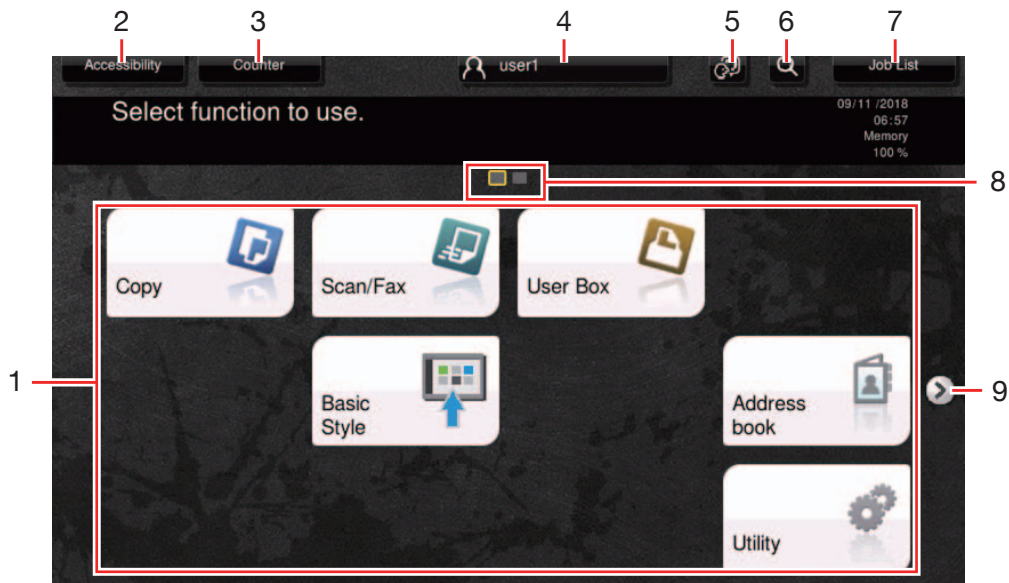 2 3 4 5 6 7
Accessibility Counter user1 Job List
Select function to use.
09/11 /2018
06:57
Memory
100 %
8
Copy Scan/Fax User Box
1
9
Basic
Style
Address
book
Utility